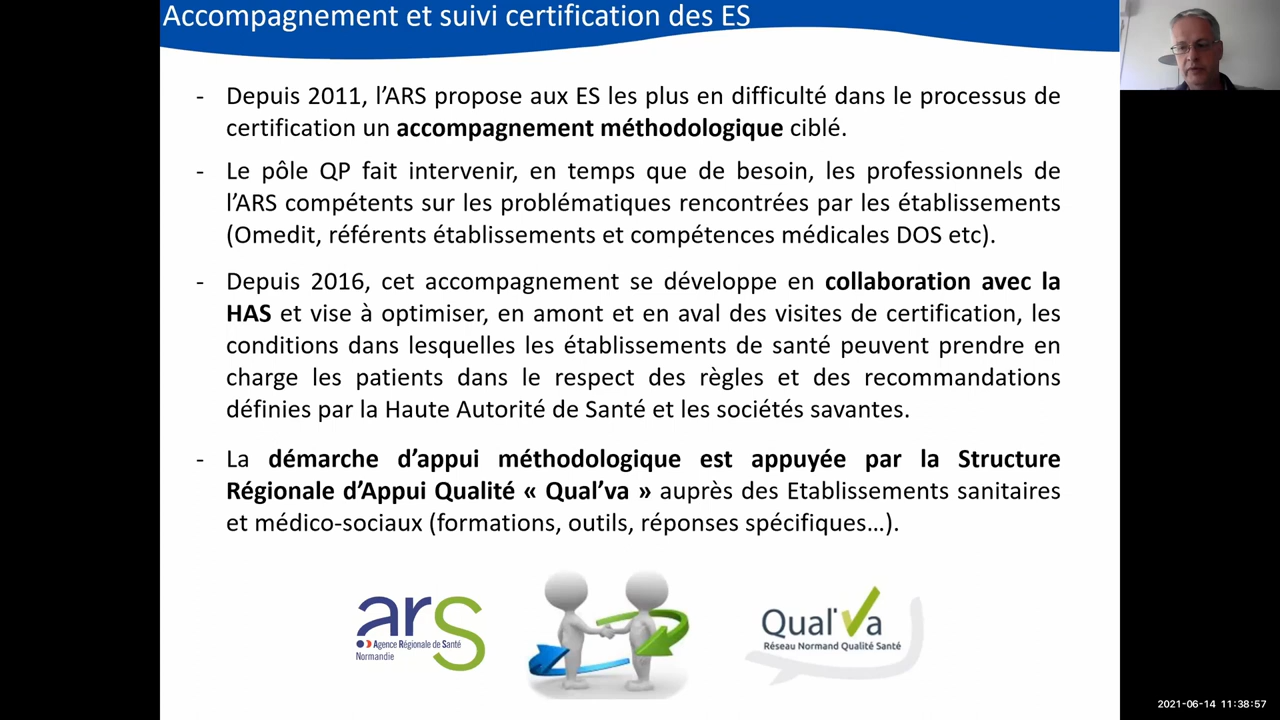 Accompagnement et suivi certification des ES
- Depuis 2011, l’ARS propose aux ES les plus en difficulté dans le processus de
certification un accompagnement méthodologique ciblé.
- Le pôle QP fait intervenir, en temps que de besoin, les professionnels de
l’ARS compétents sur les problématiques rencontrées par les établissements
(Omedit, référents établissements et compétences médicales DOS etc).
- Depuis 2016, cet accompagnement se développe en collaboration avec la
HAS et vise à optimiser, en amont et en aval des visites de certification, les
conditions dans lesquelles les établissements de santé peuvent prendre en
charge les patients dans le respect des règles et des recommandations
définies par la Haute Autorité de Santé et les sociétés savantes.
- La démarche d’appui méthodologique est appuyée par la Structure
Régionale d’Appui Qualité « Qual’va » auprès des Etablissements sanitaires
et médico-sociaux (formations, outils, réponses spécifiques…).
ars
Agence Régionale de Santé
Normandie
Qual'Va
Réseau Normand Qualité Santé
2021-06-14 11:38:57